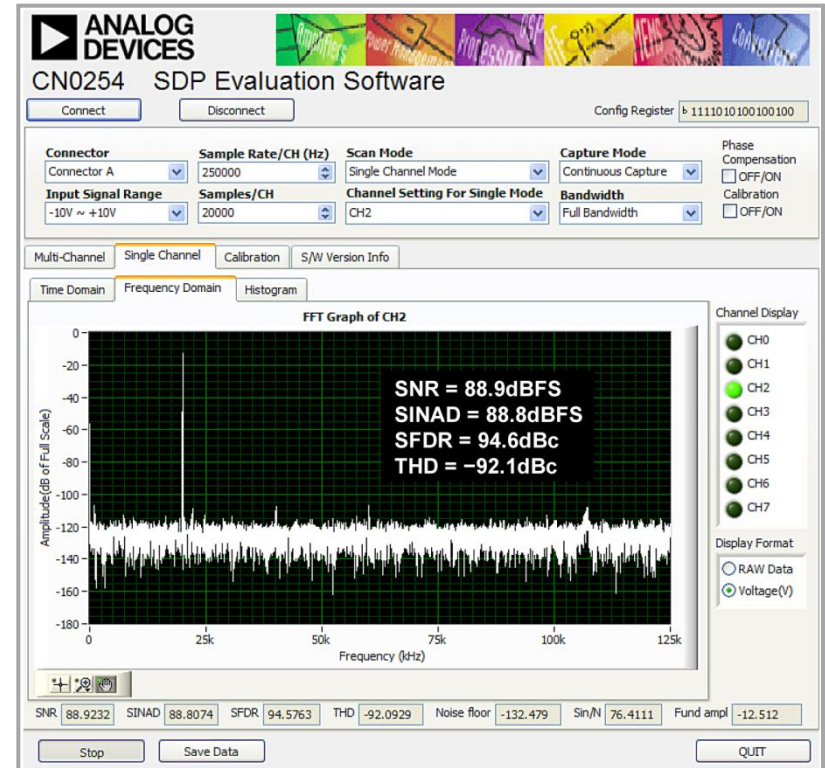 ANALOG
DEVICES
Amplifiers Power Management Processor DSP MEMS Converters
CN0254 SDP Evaluation Software
Connect Disconnect Config Register b 1111010100100100
Connector Sample Rate/CH (Hz) Scan Mode Capture Mode Phase
Compensation
Connector A 250000 Single Channel Mode Continuous Capture OFF/ON
Input Signal Range Samples/CH Channel Setting For Single Mode Bandwidth Calibration
-10V ~ +10V 20000 CH2 Full Bandwidth OFF/ON
Multi-Channel Single Channel Calibration S/W Version Info
Time Domain Frequency Domain Histogram
FFT Graph of CH2
Amplitude(dB of Full Scale)
0
-20
-40
-60
-80
-100
-120
-140
-160
-180
SNR = 88.9dBFS
SINAD = 88.8dBFS
SFDR = 94.6dBc
THD = −92.1dBc
0 25k 50k 75k 100k 125k
Frequency (kHz)
Channel Display
CH0
CH1
CH2
CH3
CH4
CH5
CH6
CH7
Display Format
RAW Data
Voltage(V)
SNR 88.9232 SINAD 88.8074 SFDR 94.5763 THD -92.0929 Noise floor -132.479 Sin/N 76.4111 Fund ampl -12.512
Stop Save Data QUIT